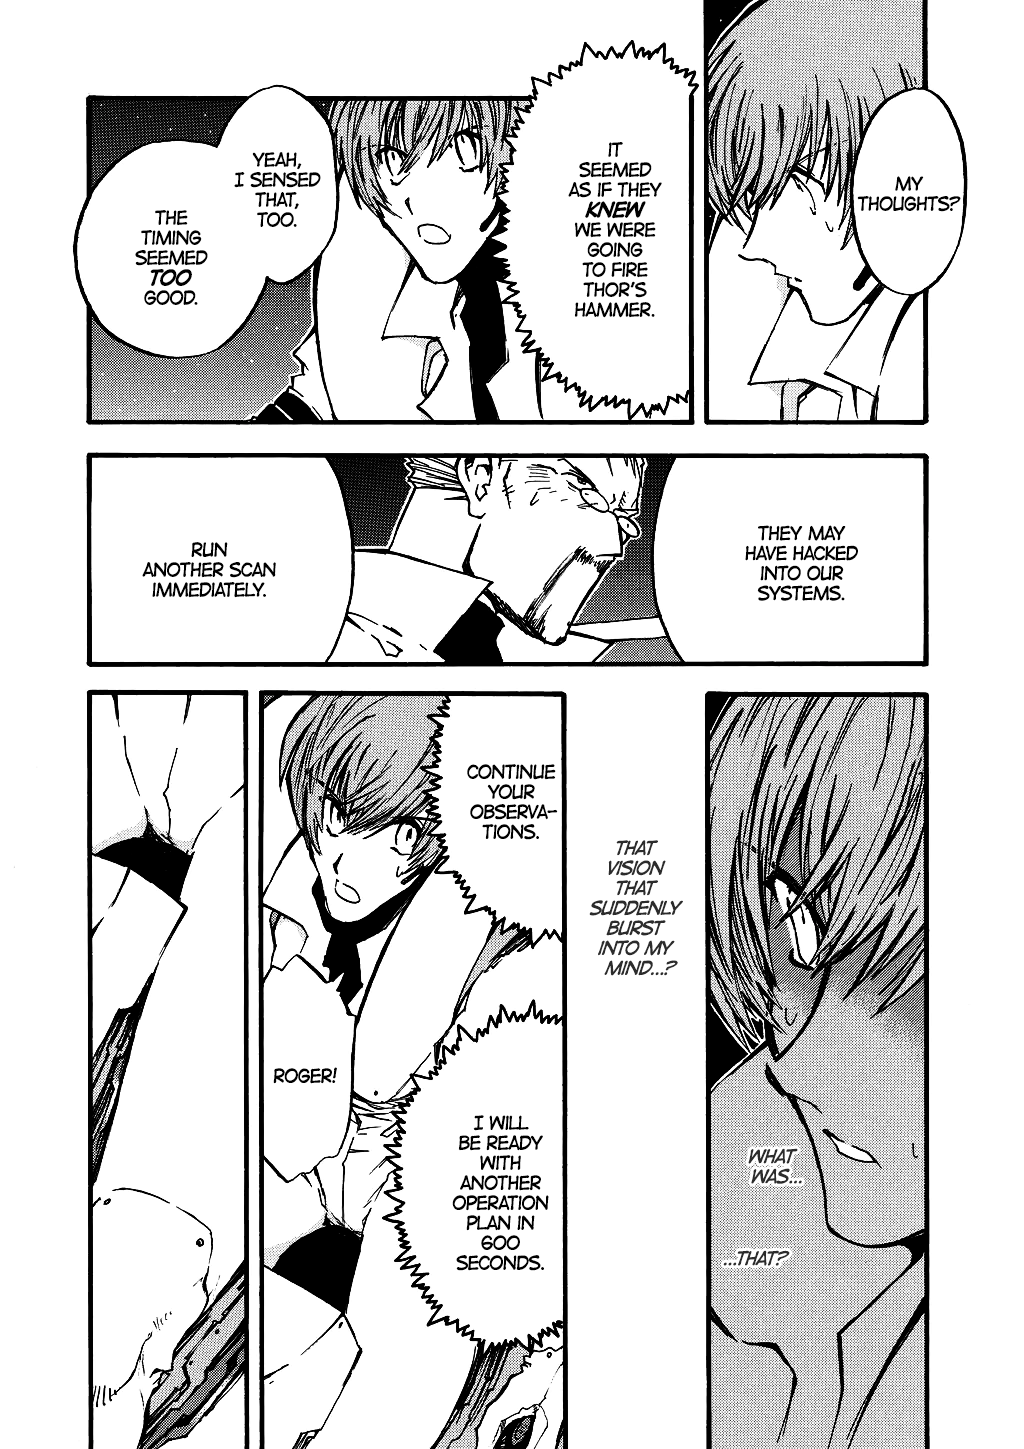 MY
THOUGHTS?
IT
SEEMED
AS IF THEY
KNEW
WE WERE
GOING
TO FIRE
THOR'S
HAMMER.
YEAH,
I SENSED
THAT,
TOO.
THE
TIMING
SEEMED
TOO
GOOD.
THEY MAY
HAVE HACKED
INTO OUR
SYSTEMS.
RUN
ANOTHER SCAN
IMMEDIATELY.
WHAT
WAS...
...THAT?
THAT
VISION
THAT
SUDDENLY
BURST
INTO MY
MIND...?
CONTINUE
YOUR
OBSERVA-
TIONS.
I WILL
BE READY
WITH
ANOTHER
OPERATION
PLAN IN
600
SECONDS.
ROGER!